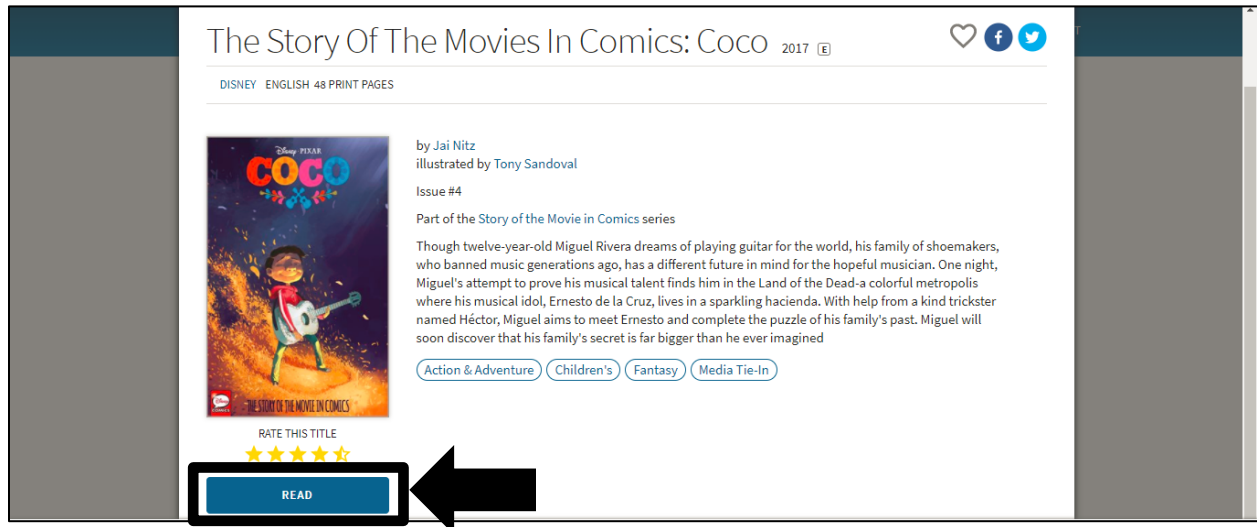 The Story Of The Movies In Comics: Coco 2017 E
DISNEY ENGLISH 48 PRINT PAGES
Disney PIXAR
COCO
THE STORY OF THE MOVIE IN COMICS
by Jai Nitz
illustrated by Tony Sandoval
Issue #4
Part of the Story of the Movie in Comics series
Though twelve-year-old Miguel Rivera dreams of playing guitar for the world, his family of shoemakers,
who banned music generations ago, has a different future in mind for the hopeful musician. One night,
Miguel's attempt to prove his musical talent finds him in the Land of the Dead-a colorful metropolis
where his musical idol, Ernesto de la Cruz, lives in a sparkling hacienda. With help from a kind trickster
named Héctor, Miguel aims to meet Ernesto and complete the puzzle of his family's past. Miguel will
soon discover that his family's secret is far bigger than he ever imagined
Action & Adventure Children's Fantasy Media Tie-In
RATE THIS TITLE
READ